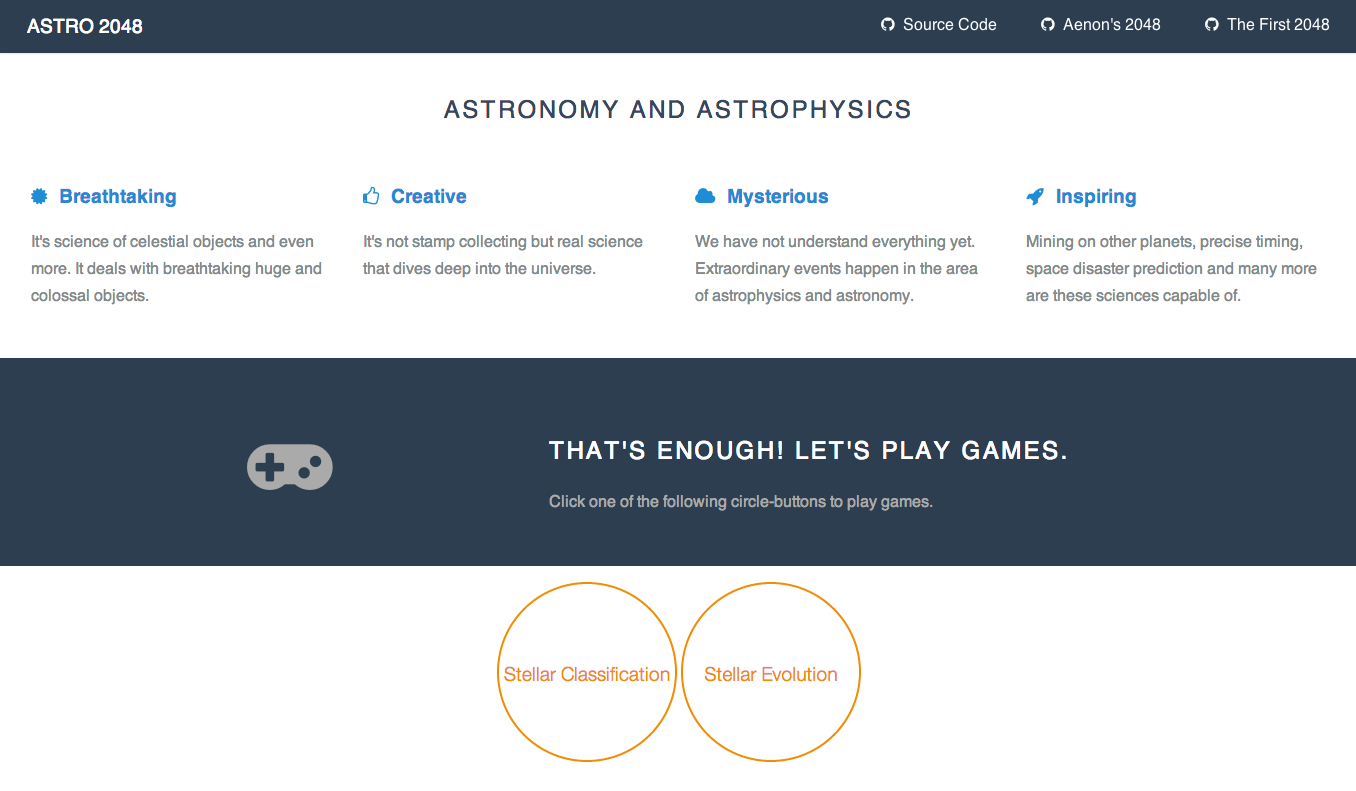 ASTRO 2048
Source Code
Aenon's 2048
The First 2048
ASTRONOMY AND ASTROPHYSICS
Breathtaking
It's science of celestial objects and even
more. It deals with breathtaking huge and
colossal objects.
Creative
It's not stamp collecting but real science
that dives deep into the universe.
Mysterious
We have not understand everything yet.
Extraordinary events happen in the area
of astrophysics and astronomy.
Inspiring
Mining on other planets, precise timing,
space disaster prediction and many more
are these sciences capable of.
THAT'S ENOUGH! LET'S PLAY GAMES.
Click one of the following circle-buttons to play games.
Stellar Classification
Stellar Evolution